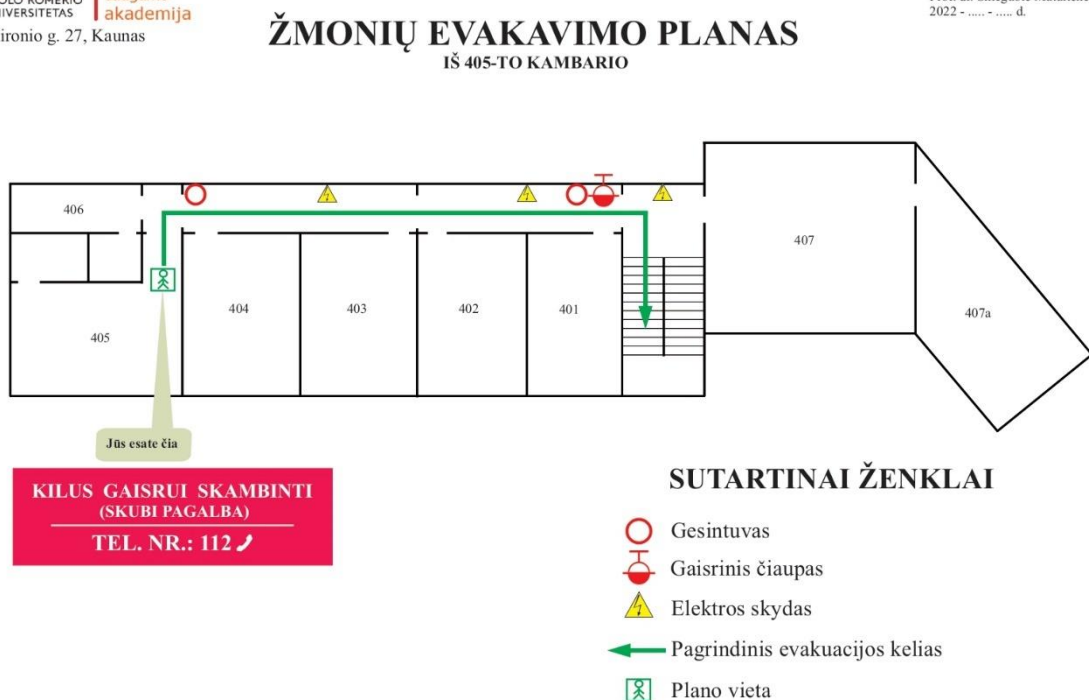 akademija
g. 27, Kaunas
2022 - ..... - ..... d.
ŽMONIŲ EVAKAVIMO PLANAS
IŠ 405-TO KAMBARIO
406
405
404
403
402
401
407
407a
Jūs esate čia
KILUS GAISRUI SKAMBINTI
(SKUBI PAGALBA)
TEL. NR.: 112
SUTARTINAI ŽENKLAI
Gesintuvas
Gaisrinis čiaupas
Elektros skydas
Pagrindinis evakuacijos kelias
Plano vieta